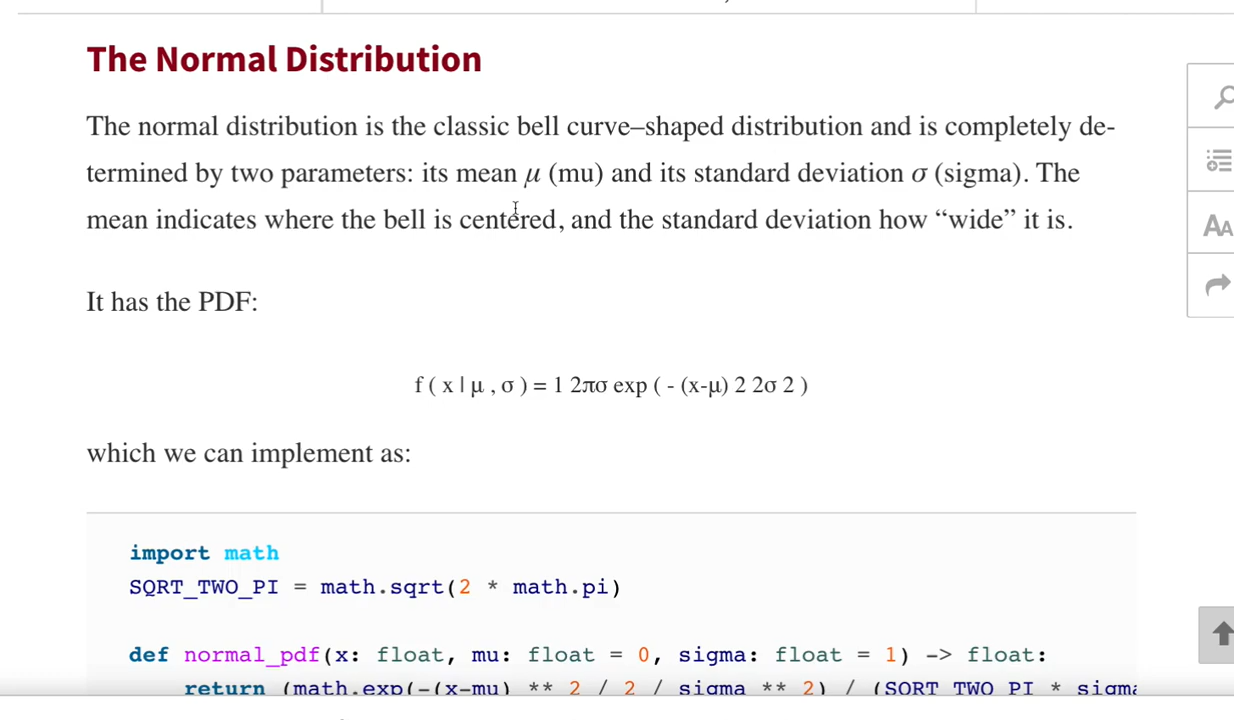 The Normal Distribution
The normal distribution is the classic bell curve–shaped distribution and is completely de-
termined by two parameters: its mean μ (mu) and its standard deviation σ (sigma). The
mean indicates where the bell is centered, and the standard deviation how “wide” it is.
It has the PDF:
f ( x | μ , σ ) = 1 2πσ exp ( - (x-μ) 2 2σ 2 )
which we can implement as:
import math
SQRT_TWO_PI = math.sqrt(2 * math.pi)
def normal_pdf(x: float, mu: float = 0, sigma: float = 1) -> float:
return (math.exp(-(x-mu) ** 2 / 2 / sigma ** 2) / (SQRT_TWO_PI * sigma
AA